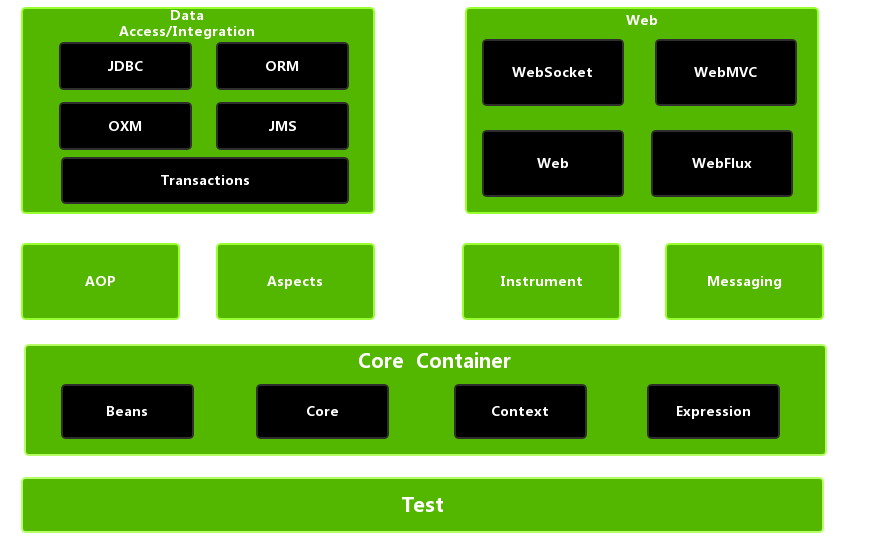 Data
Access/Integration
JDBC
ORM
OXM
JMS
Transactions
Web
WebSocket
WebMVC
Web
WebFlux
AOP
Aspects
Instrument
Messaging
Core Container
Beans
Core
Context
Expression
Test